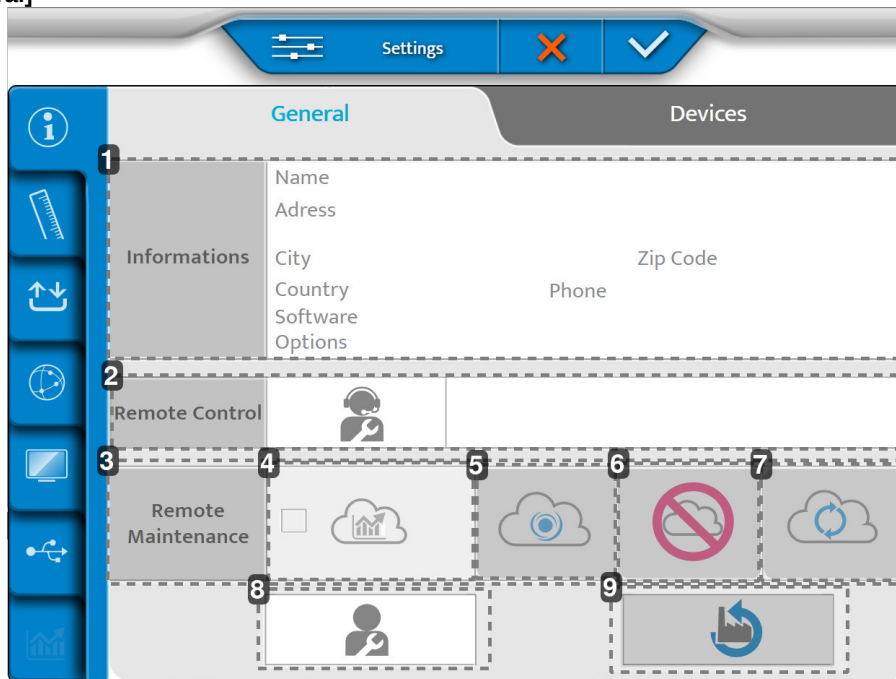 Settings
General
Devices
1
Informations
Name
Adress
City
Zip Code
Country
Phone
Software
Options
2
Remote Control
3
4
5
6
7
Remote
Maintenance
8
9